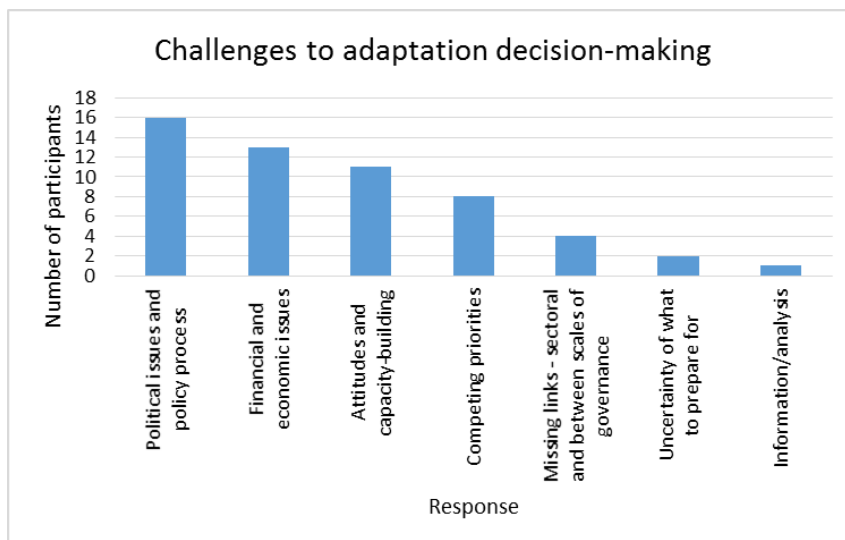 Challenges to adaptation decision-making
Number of participants
18
16
14
12
10
8
6
4
2
0
Political issues and
policy process
Financial and
economic issues
Attitudes and
capacity-building
Competing priorities
Missing links - sectoral
and between scales of
governance
Uncertainty of what
to prepare for
Information/analysis
Response